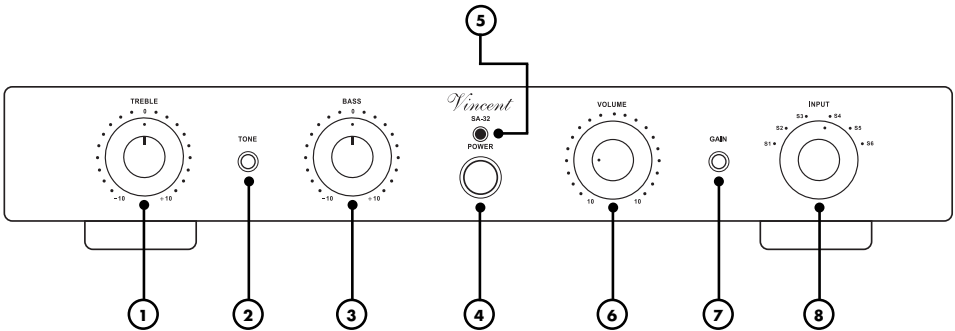 5
Vincent
SA-32
POWER
TREBLE
0
-10 +10
TONE
BASS
0
-10 +10
VOLUME
10 10
GAIN
INPUT
S1 S2 S3 S4 S5 S6
1 2 3 4 6 7 8